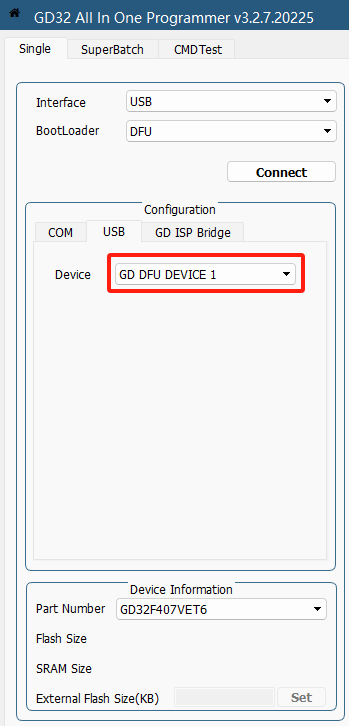 GD32 All In One Programmer v3.2.7.20225
Single SuperBatch CMDTest
Interface USB
BootLoader DFU
Connect
Configuration
COM USB GD ISP Bridge
Device GD DFU DEVICE 1
Device Information
Part Number GD32F407VET6
Flash Size
SRAM Size
External Flash Size(KB) Set